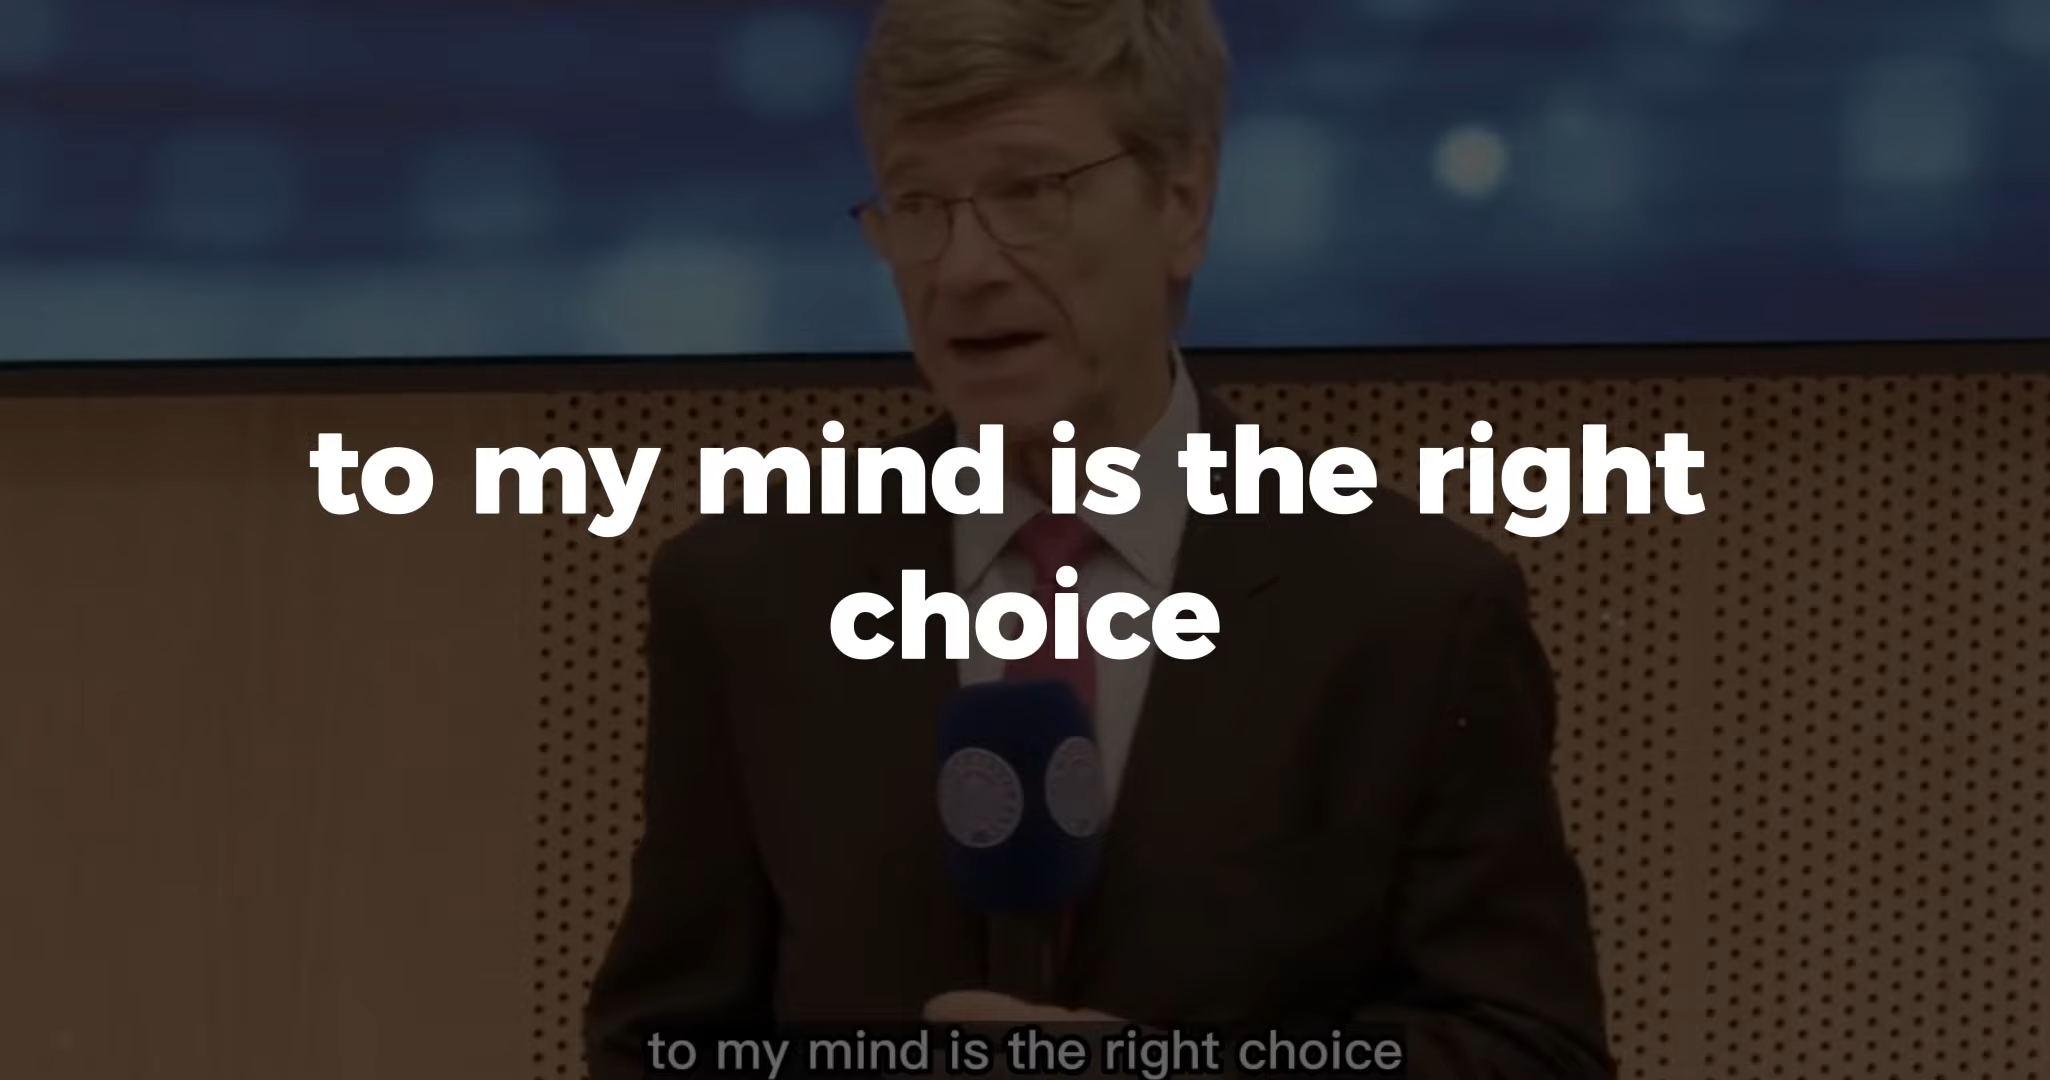 to my mind is the right
choice
to my mind is the right choice